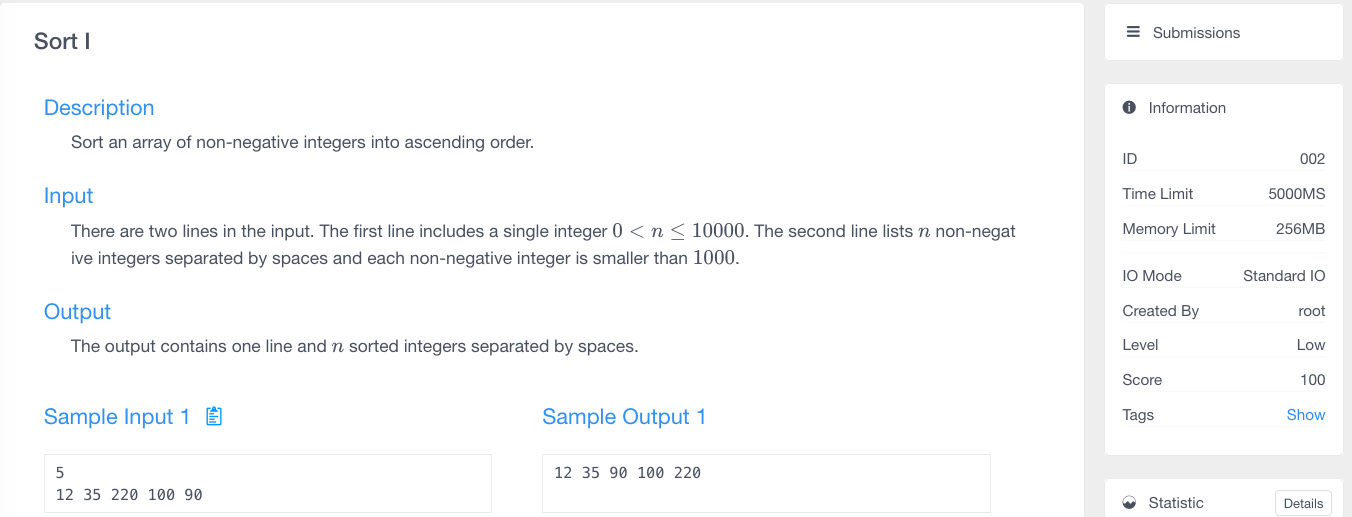 Sort I
Description
Sort an array of non-negative integers into ascending order.
Input
There are two lines in the input. The first line includes a single integer 0 < n ≤ 10000. The second line lists n non-negat
ive integers separated by spaces and each non-negative integer is smaller than 1000.
Output
The output contains one line and n sorted integers separated by spaces.
Sample Input 1
5
12 35 220 100 90
Sample Output 1
12 35 90 100 220
Submissions
Information
ID 002
Time Limit 5000MS
Memory Limit 256MB
IO Mode Standard IO
Created By root
Level Low
Score 100
Tags Show
Statistic Details